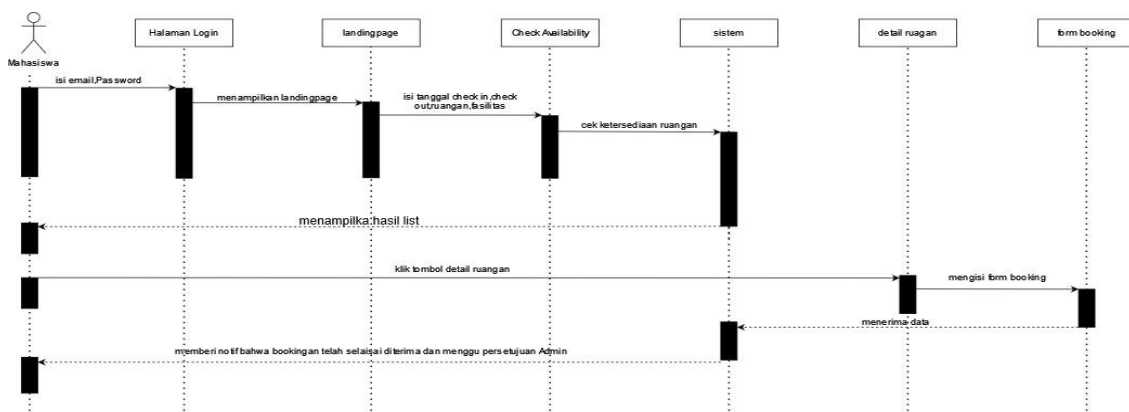 Mahasiswa
Halaman Login
landingpage
Check Availability
sistem
detail ruagan
form booking
isi email,Password
menampilkan landingpage
isi tanggal check in,check
out,ruangan,fasilitas
cek ketersediaan ruangan
menampilka:hasil list
klik tombol detail ruangan
mengisi form booking
menerima data
memberi notif bahwa bookingan telah selaisai diterima dan menggu persetujuan Admin